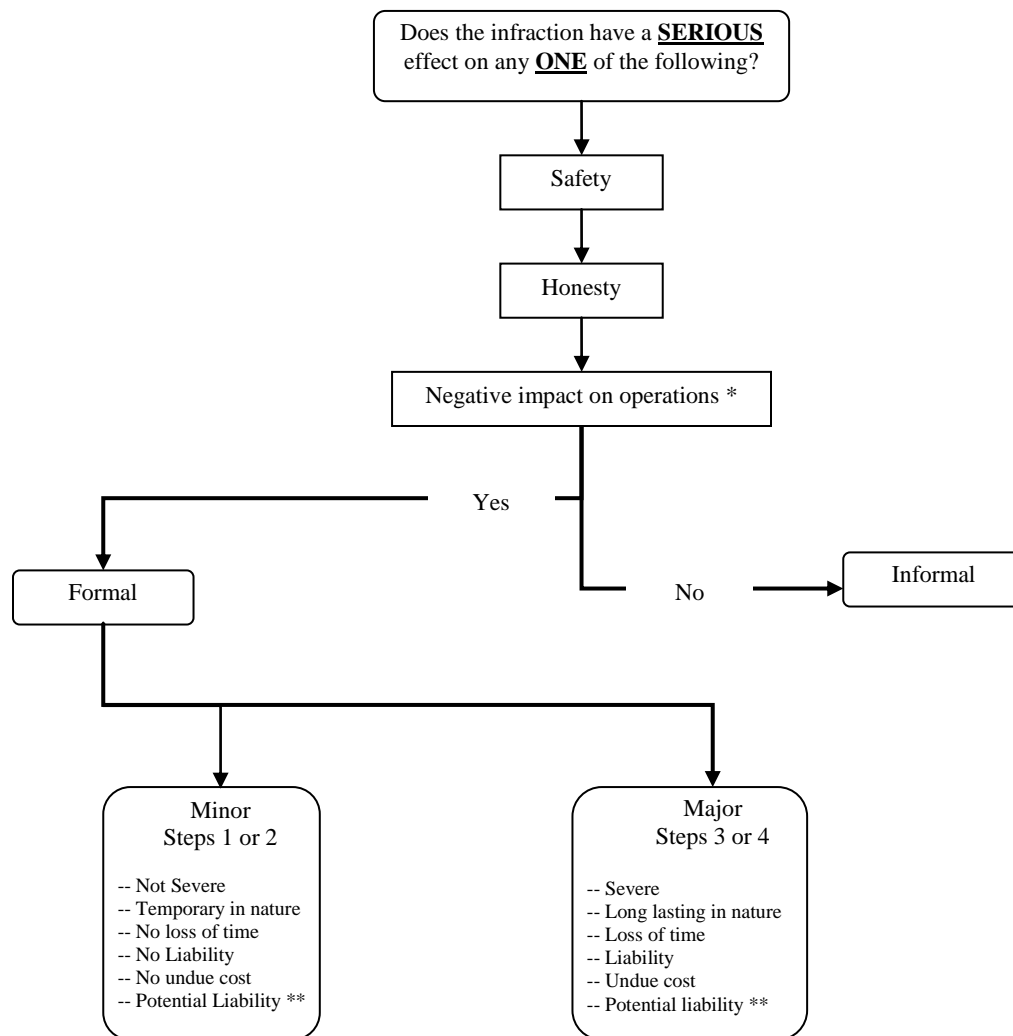 Does the infraction have a SERIOUS
effect on any ONE of the following?
Safety
Honesty
Negative impact on operations *
Yes
No
Informal
Formal
Minor
Steps 1 or 2
-- Not Severe
-- Temporary in nature
-- No loss of time
-- No Liability
-- No undue cost
-- Potential Liability **
Major
Steps 3 or 4
-- Severe
-- Long lasting in nature
-- Loss of time
-- Liability
-- Undue cost
-- Potential liability **